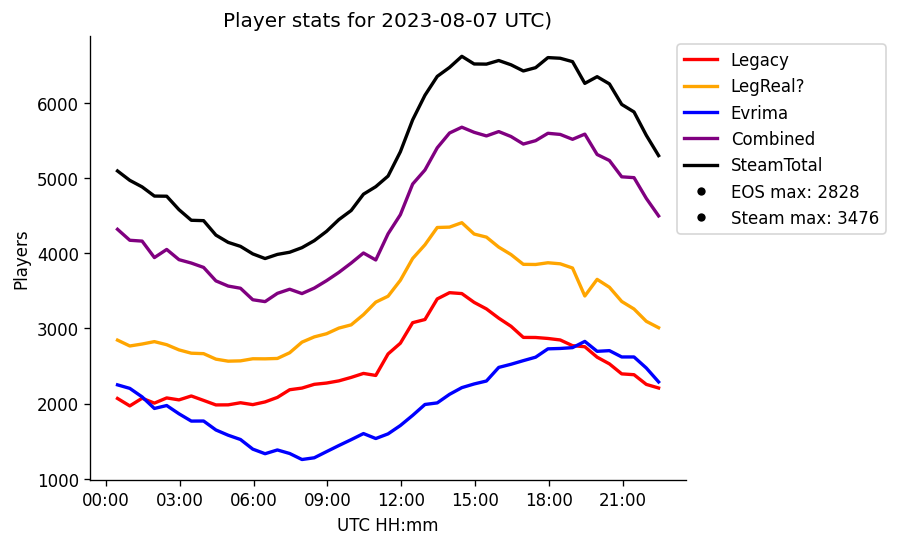 Player stats for 2023-08-07 UTC)
Legacy
LegReal?
Evrima
Combined
SteamTotal
EOS max: 2828
Steam max: 3476
Players
6000
5000
4000
3000
2000
1000
00:00 03:00 06:00 09:00 12:00 15:00 18:00 21:00
UTC HH:mm